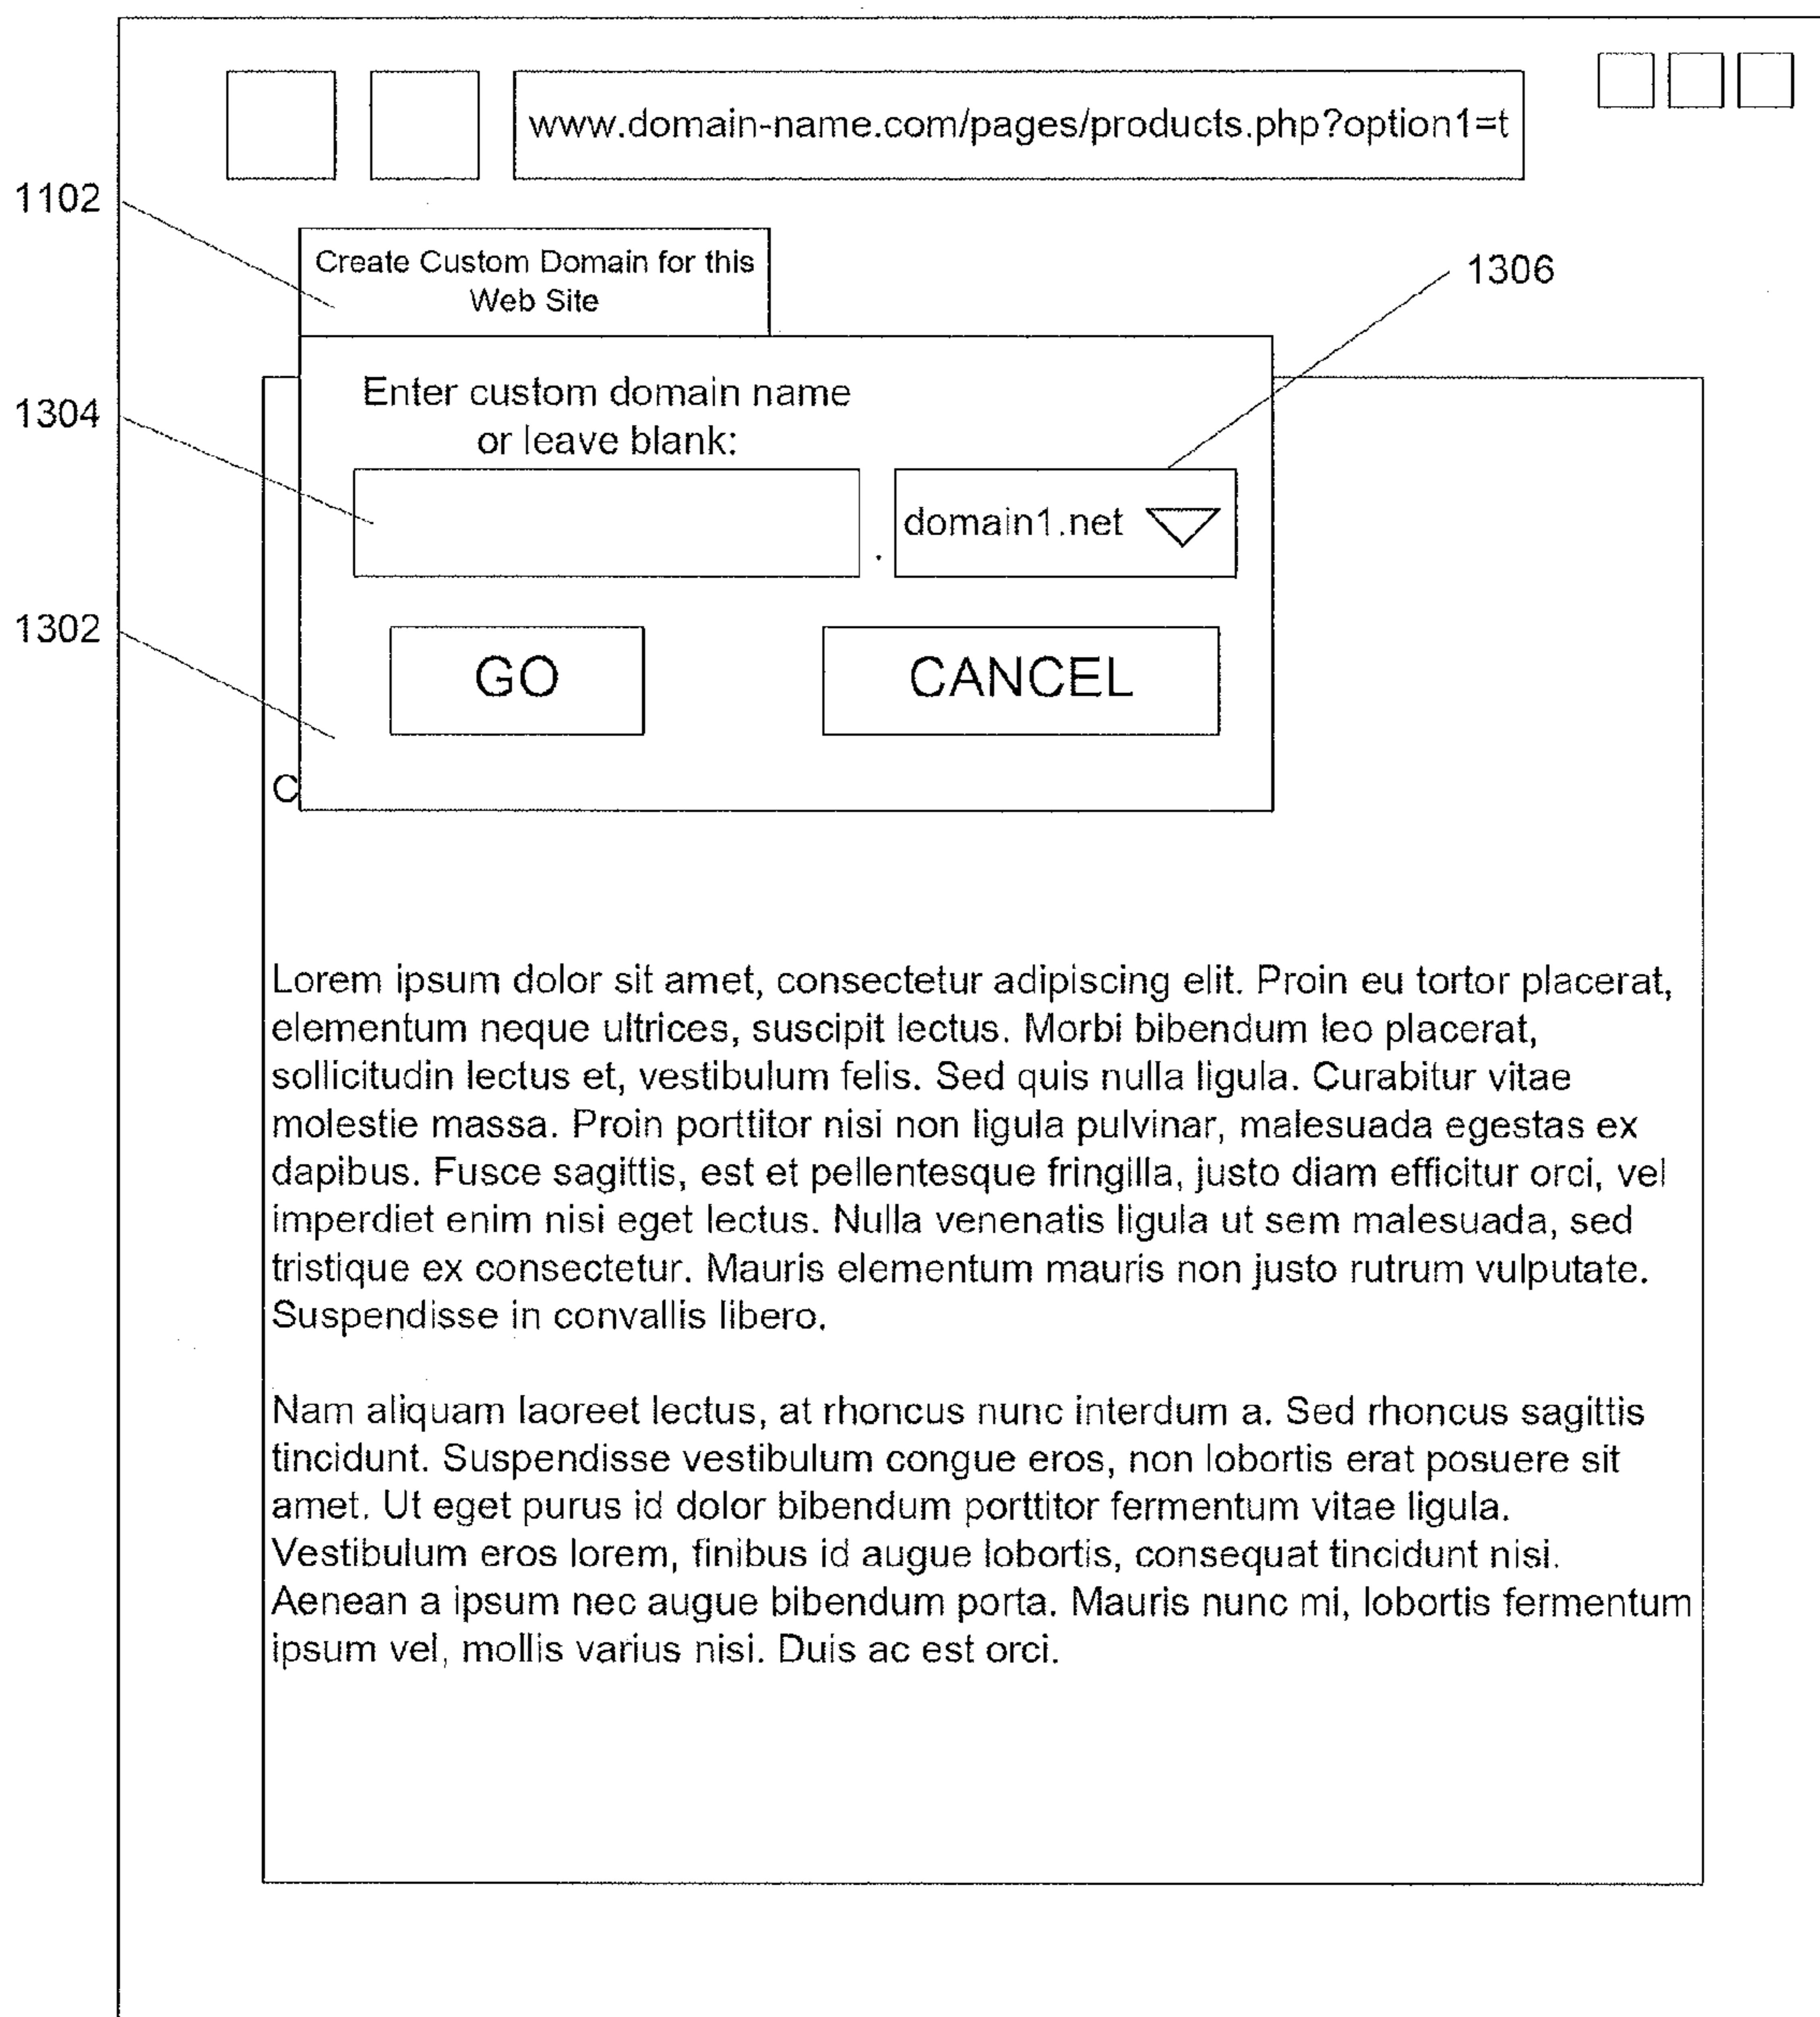 www.domain-name.com/pages/products.php?option1=t
1102
Create Custom Domain for this
Web Site
1306
1304
Enter custom domain name
or leave blank:
. domain1.net
1302
GO CANCEL
C
Lorem ipsum dolor sit amet, consectetur adipiscing elit. Proin eu tortor placerat,
elementum neque ultrices, suscipit lectus. Morbi bibendum leo placerat,
sollicitudin lectus et, vestibulum felis. Sed quis nulla ligula. Curabitur vitae
molestie massa. Proin porttitor nisi non ligula pulvinar, malesuada egestas ex
dapibus. Fusce sagittis, est et pellentesque fringilla, justo diam efficitur orci, vel
imperdiet enim nisi eget lectus. Nulla venenatis ligula ut sem malesuada, sed
tristique ex consectetur. Mauris elementum mauris non justo rutrum vulputate.
Suspendisse in convallis libero.
Nam aliquam laoreet lectus, at rhoncus nunc interdum a. Sed rhoncus sagittis
tincidunt. Suspendisse vestibulum congue eros, non lobortis erat posuere sit
amet. Ut eget purus id dolor bibendum porttitor fermentum vitae ligula.
Vestibulum eros lorem, finibus id augue lobortis, consequat tincidunt nisi.
Aenean a ipsum nec augue bibendum porta. Mauris nunc mi, lobortis fermentum
ipsum vel, mollis varius nisi. Duis ac est orci.